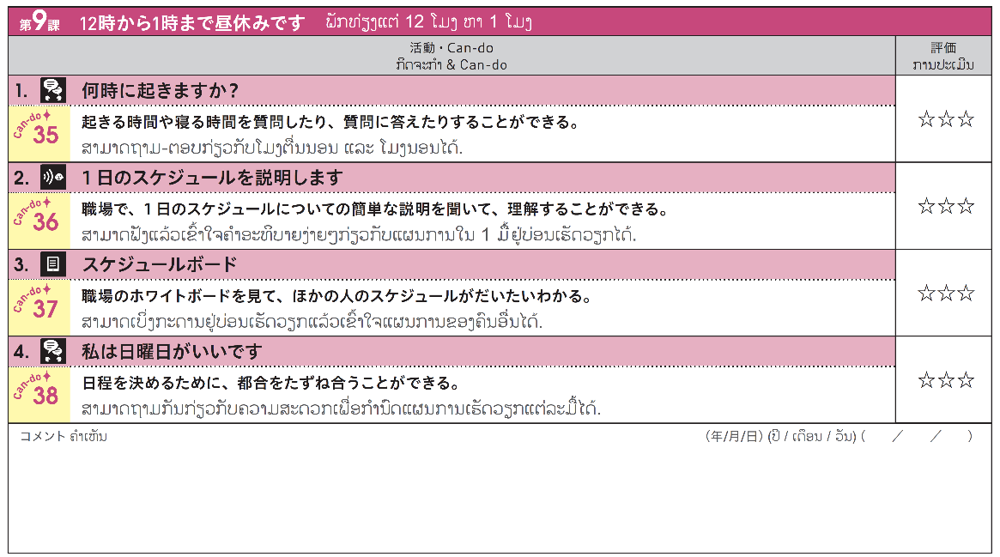 第9課 12時から1時まで昼休みです ພັກທ່ຽງແຕ່ 12 ໂມງ ຫາ 1 ໂມງ
活動・Can-do
ກິດຈະກຳ & Can-do
評価
ການປະເມີນ
1. 何時に起きますか？
Can-do 35
起きる時間や寝る時間を質問したり、質問に答えたりすることができる。
ສາມາດຖາມ-ຕອບກ່ຽວກັບໂມງຕື່ນນອນ ແລະ ໂມງນອນໄດ້.
☆☆☆
2. 1日のスケジュールを説明します
Can-do 36
職場で、1日のスケジュールについての簡単な説明を聞いて、理解することができる。
ສາມາດຟັງແລ້ວເຂົ້າໃຈຄຳອະທິບາຍງ່າຍໆກ່ຽວກັບແຜນການໃນ 1 ມື້ຢູ່ບ່ອນເຮັດວຽກໄດ້.
☆☆☆
3. スケジュールボード
Can-do 37
職場のホワイトボードを見て、ほかの人のスケジュールがだいたいわかる。
ສາມາດເບິ່ງກະດານຢູ່ບ່ອນເຮັດວຽກແລ້ວເຂົ້າໃຈແຜນການຂອງຄົນອື່ນໄດ້.
☆☆☆
4. 私は日曜日がいいです
Can-do 38
日程を決めるために、都合をたずね合うことができる。
ສາມາດຖາມກັນກ່ຽວກັບຄວາມສະດວກເພື່ອກຳນົດແຜນການເຮັດວຽກແຕ່ລະມື້ໄດ້.
☆☆☆
コメント ຄຳເຫັນ
（年/月/日）(ປີ / ເດືອນ / ວັນ) ( / / )